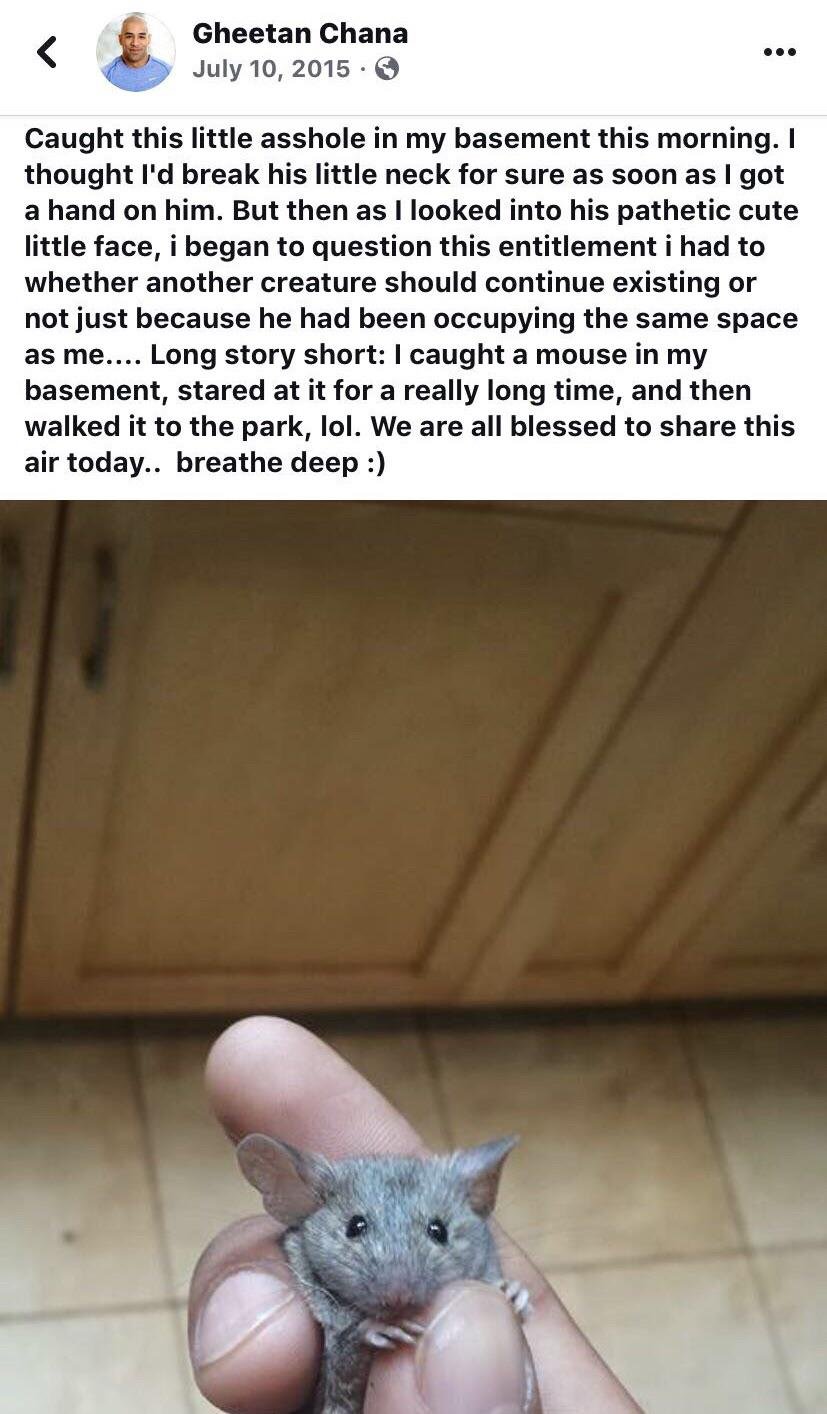 Gheetan Chana
July 10, 2015 ·
Caught this little asshole in my basement this morning. I
thought I'd break his little neck for sure as soon as I got
a hand on him. But then as I looked into his pathetic cute
little face, i began to question this entitlement i had to
whether another creature should continue existing or
not just because he had been occupying the same space
as me.... Long story short: I caught a mouse in my
basement, stared at it for a really long time, and then
walked it to the park, lol. We are all blessed to share this
air today.. breathe deep :)